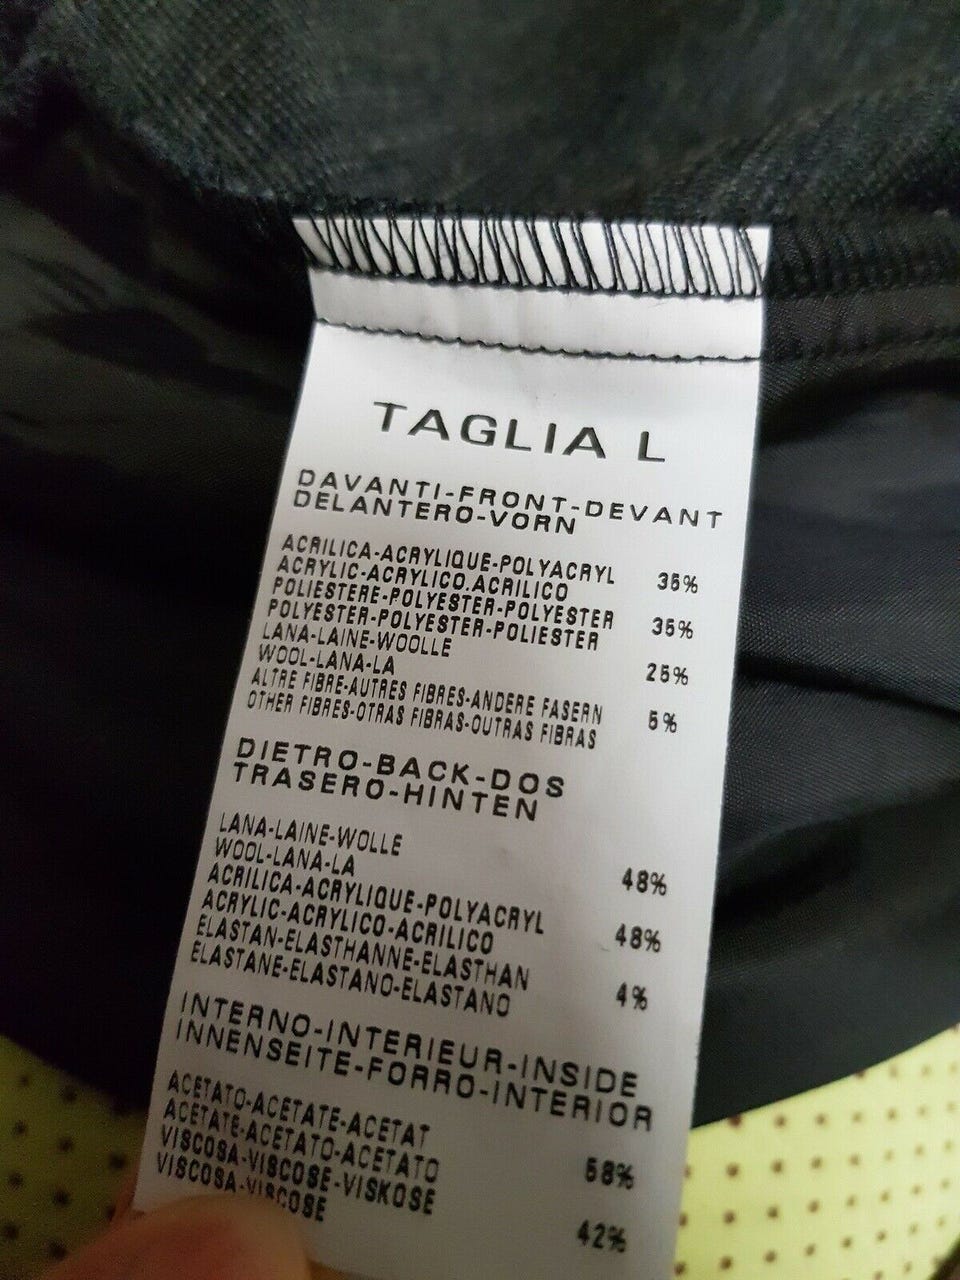 TAGLIA L
DAVANTI-FRONT-DEVANT
DELANTERO-VORN
ACRILICA-ACRYLIQUE-POLYACRYL
ACRYLIC-ACRYLICO.ACRILICO 35%
POLIESTERE-POLYESTER-POLYESTER
POLYESTER-POLYESTER-POLIESTER 35%
LANA-LAINE-WOOLLE
WOOL-LANA-LA 25%
ALTRE FIBRE-AUTRES FIBRES-ANDERE FASERN
OTHER FIBRES-OTRAS FIBRAS-OUTRAS FIBRAS 5%
DIETRO-BACK-DOS
TRASERO-HINTEN
LANA-LAINE-WOLLE
WOOL-LANA-LA 48%
ACRILICA-ACRYLIQUE-POLYACRYL
ACRYLIC-ACRYLICO-ACRILICO 48%
ELASTAN-ELASTHANNE-ELASTHAN
ELASTANE-ELASTANO-ELASTANO 4%
INTERNO-INTERIEUR-INSIDE
INNENSEITE-FORRO-INTERIOR
ACETATO-ACETATE-ACETAT
ACETATE-ACETATO-ACETATO 58%
VISCOSA-VISCOSE-VISKOSE
VISCOSA-VISCOSE 42%